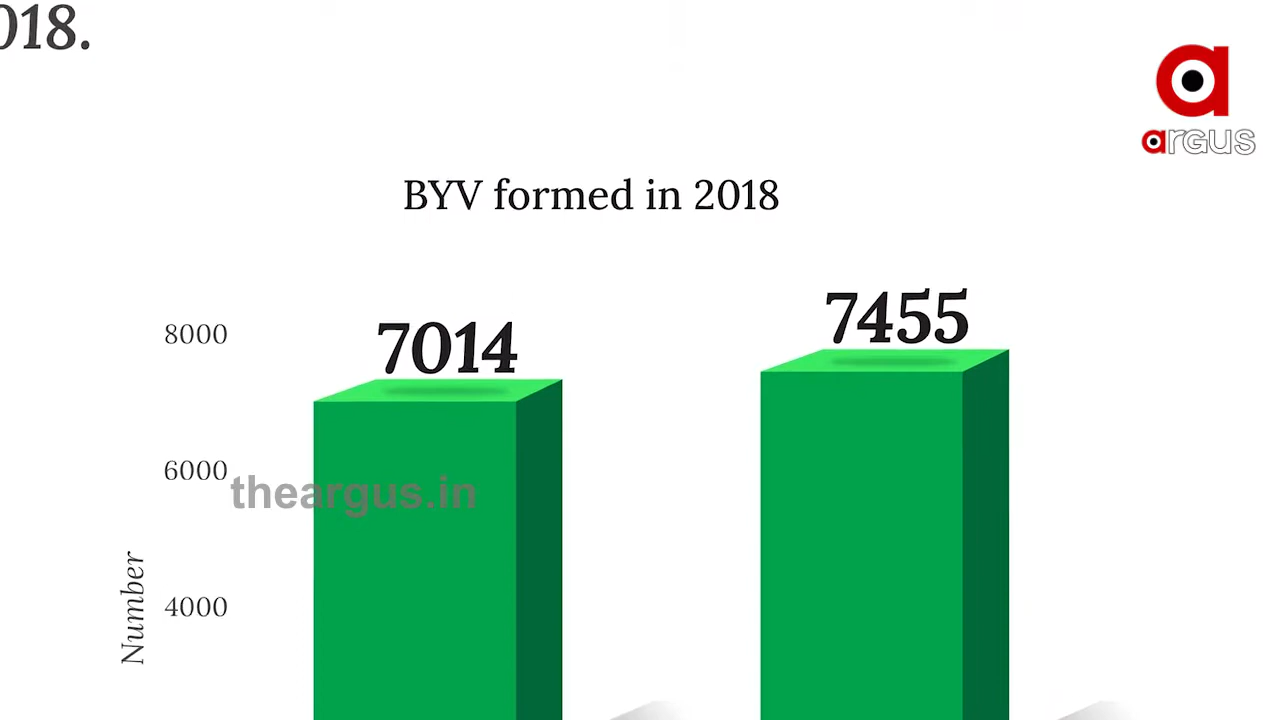 018.
argus
BYV formed in 2018
7014
7455
8000
6000
theargus.in
4000
Number